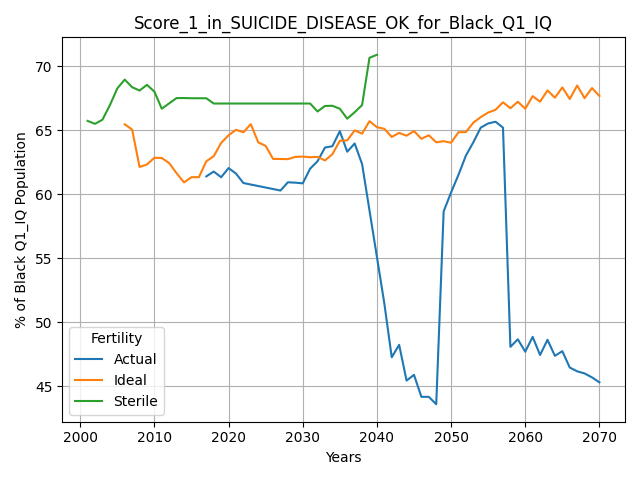 Score_1_in_SUICIDE_DISEASE_OK_for_Black_Q1_IQ
% of Black Q1_IQ Population
70
65
60
55
50
45
Fertility
Actual
Ideal
Sterile
2000 2010 2020 2030 2040 2050 2060 2070
Years